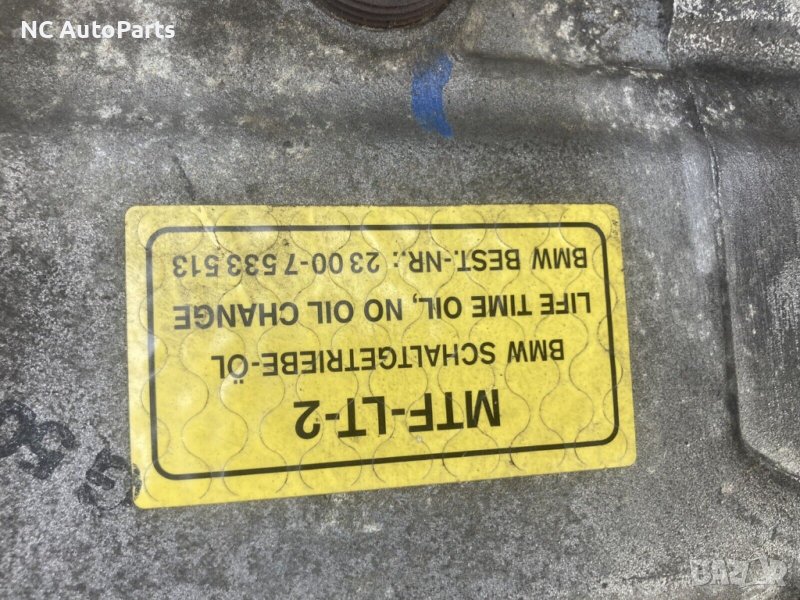 NC AutoParts
MTF-LT-2
BMW SCHALTGETRIEBE-ÖL
LIFE TIME OIL, NO OIL CHANGE
BMW BEST.-NR.: 23 00-7 533 513
BAZAR